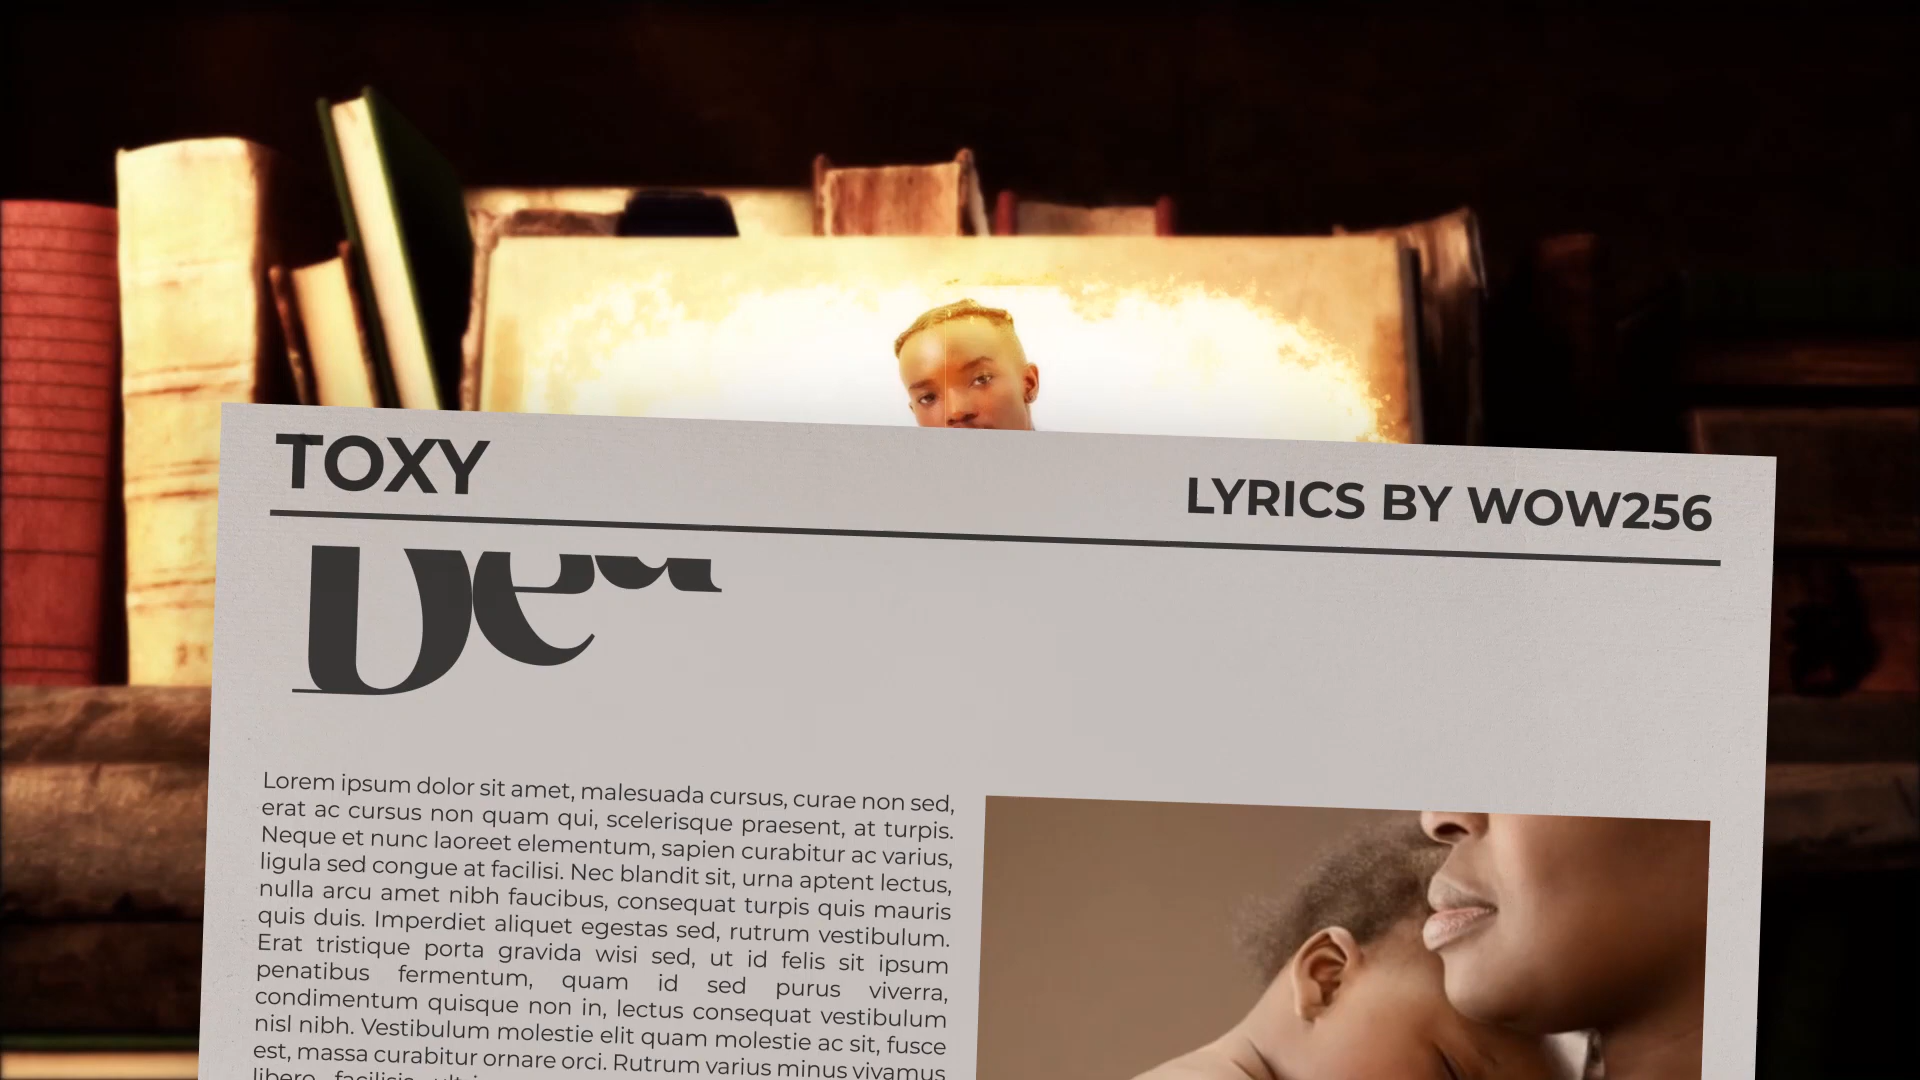 TOXY
LYRICS BY WOW256
Lorem ipsum dolor sit amet, malesuada cursus, curae non sed,
erat ac cursus non quam qui, scelerisque praesent, at turpis.
Neque et nunc laoreet elementum, sapien curabitur ac varius,
ligula sed congue at facilisi. Nec blandit sit, urna aptent lectus,
nulla arcu amet nibh faucibus, consequat turpis quis mauris
quis duis. Imperdiet aliquet egestas sed, rutrum vestibulum.
Erat tristique porta gravida wisi sed, ut id felis sit ipsum
penatibus fermentum, quam id sed purus viverra,
condimentum quisque non in, lectus consequat vestibulum
nisl nibh. Vestibulum molestie elit quam molestie ac sit, fusce
est, massa curabitur ornare orci. Rutrum varius minus vivamus
libero facilisis